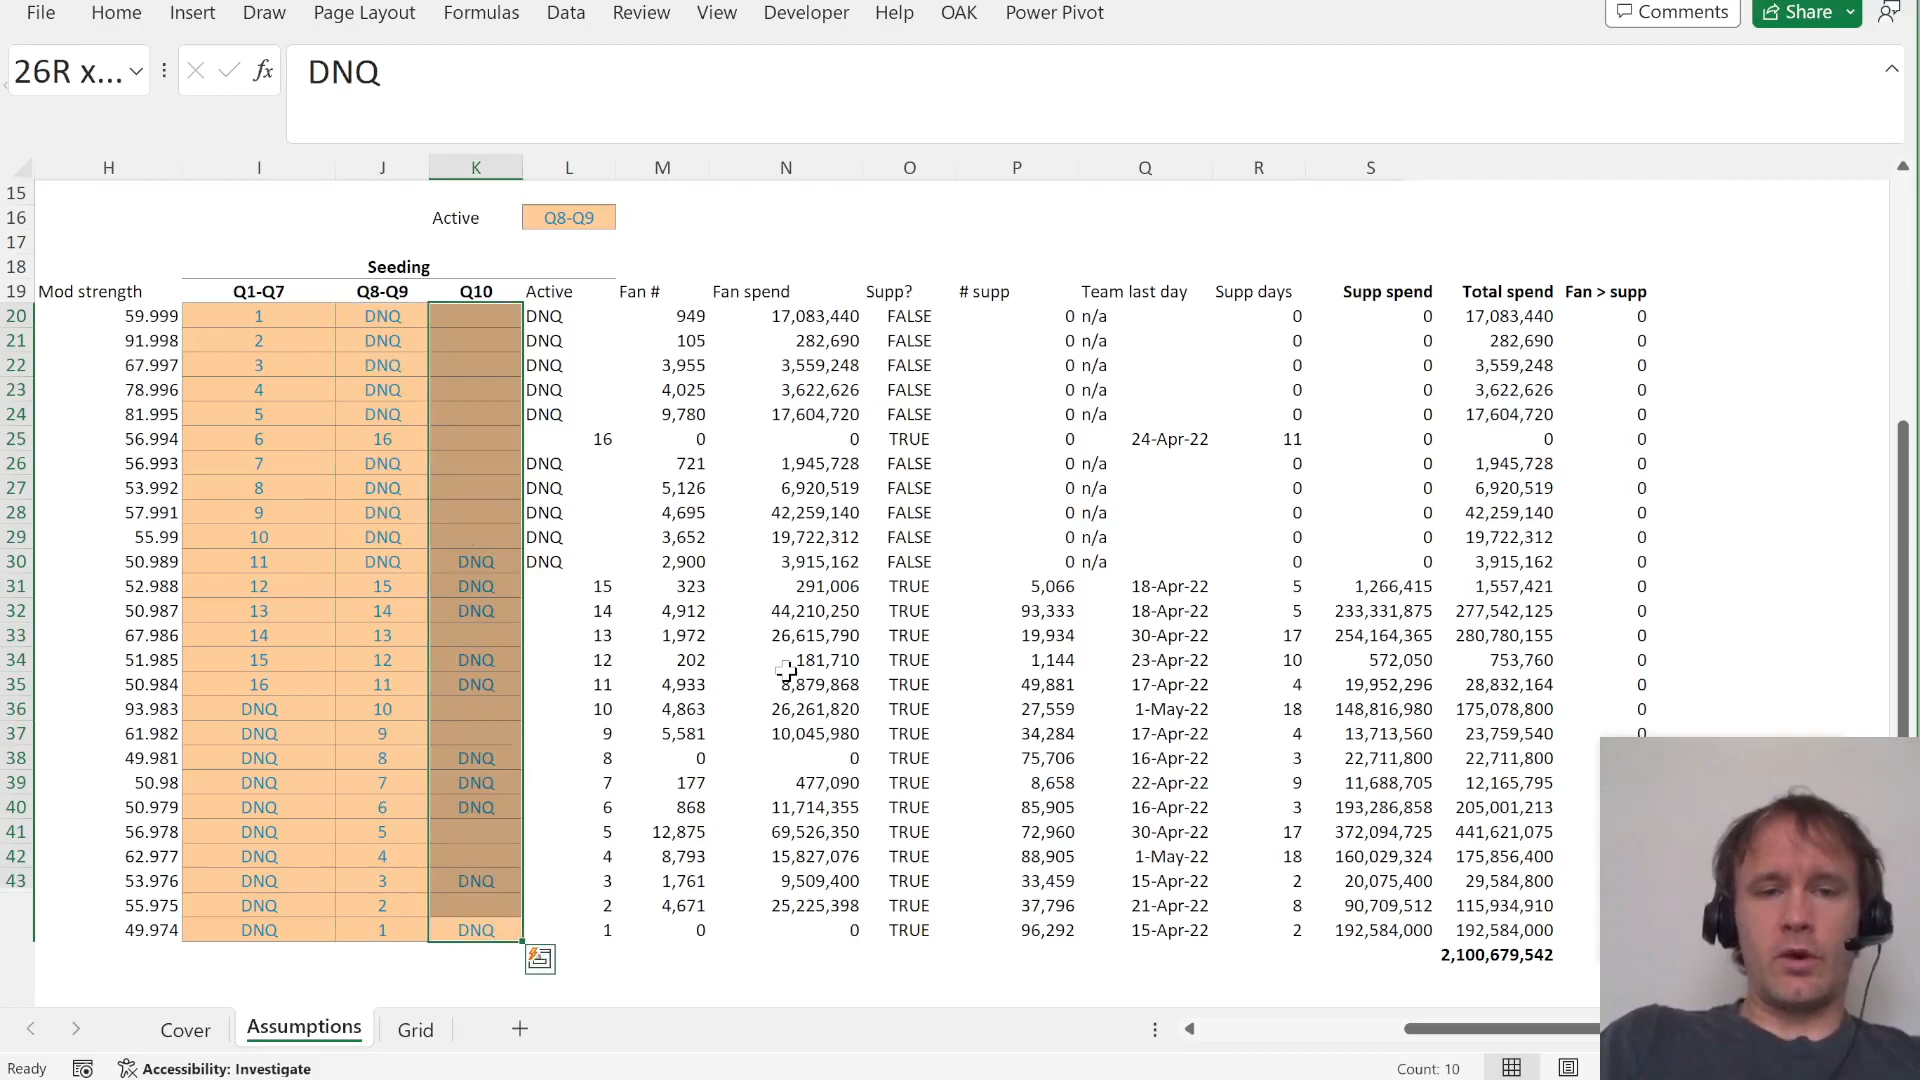 File Home Insert Draw Page Layout Formulas Data Review View Developer Help OAK Power Pivot Comments Share
26R x... fx DNQ
H I J K L M N O P Q R S
15
16 Active Q8-Q9
17
18 Seeding
19 Mod strength Q1-Q7 Q8-Q9 Q10 Active Fan # Fan spend Supp? # supp Team last day Supp days Supp spend Total spend Fan > supp
20 59.999 1 DNQ DNQ 949 17,083,440 FALSE 0 n/a 0 0 17,083,440 0
21 91.998 2 DNQ DNQ 105 282,690 FALSE 0 n/a 0 0 282,690 0
22 67.997 3 DNQ DNQ 3,955 3,559,248 FALSE 0 n/a 0 0 3,559,248 0
23 78.996 4 DNQ DNQ 4,025 3,622,626 FALSE 0 n/a 0 0 3,622,626 0
24 81.995 5 DNQ DNQ 9,780 17,604,720 FALSE 0 n/a 0 0 17,604,720 0
25 56.994 6 16 16 0 0 TRUE 0 24-Apr-22 11 0 0 0
26 56.993 7 DNQ DNQ 721 1,945,728 FALSE 0 n/a 0 0 1,945,728 0
27 53.992 8 DNQ DNQ 5,126 6,920,519 FALSE 0 n/a 0 0 6,920,519 0
28 57.991 9 DNQ DNQ 4,695 42,259,140 FALSE 0 n/a 0 0 42,259,140 0
29 55.99 10 DNQ DNQ 3,652 19,722,312 FALSE 0 n/a 0 0 19,722,312 0
30 50.989 11 DNQ DNQ DNQ 2,900 3,915,162 FALSE 0 n/a 0 0 3,915,162 0
31 52.988 12 15 DNQ 15 323 291,006 TRUE 5,066 18-Apr-22 5 1,266,415 1,557,421 0
32 50.987 13 14 DNQ 14 4,912 44,210,250 TRUE 93,333 18-Apr-22 5 233,331,875 277,542,125 0
33 67.986 14 13 13 1,972 26,615,790 TRUE 19,934 30-Apr-22 17 254,164,365 280,780,155 0
34 51.985 15 12 DNQ 12 202 181,710 TRUE 1,144 23-Apr-22 10 572,050 753,760 0
35 50.984 16 11 DNQ 11 4,933 8,879,868 TRUE 49,881 17-Apr-22 4 19,952,296 28,832,164 0
36 93.983 DNQ 10 10 4,863 26,261,820 TRUE 27,559 1-May-22 18 148,816,980 175,078,800 0
37 61.982 DNQ 9 9 5,581 10,045,980 TRUE 34,284 17-Apr-22 4 13,713,560 23,759,540 0
38 49.981 DNQ 8 DNQ 8 0 0 TRUE 75,706 16-Apr-22 3 22,711,800 22,711,800
39 50.98 DNQ 7 DNQ 7 177 477,090 TRUE 8,658 22-Apr-22 9 11,688,705 12,165,795
40 50.979 DNQ 6 DNQ 6 868 11,714,355 TRUE 85,905 16-Apr-22 3 193,286,858 205,001,213
41 56.978 DNQ 5 5 12,875 69,526,350 TRUE 72,960 30-Apr-22 17 372,094,725 441,621,075
42 62.977 DNQ 4 4 8,793 15,827,076 TRUE 88,905 1-May-22 18 160,029,324 175,856,400
43 53.976 DNQ 3 DNQ 3 1,761 9,509,400 TRUE 33,459 15-Apr-22 2 20,075,400 29,584,800
55.975 DNQ 2 2 4,671 25,225,398 TRUE 37,796 21-Apr-22 8 90,709,512 115,934,910
49.974 DNQ 1 DNQ 1 0 0 TRUE 96,292 15-Apr-22 2 192,584,000 192,584,000
2,100,679,542
Cover Assumptions Grid
Ready Accessibility: Investigate Count: 10